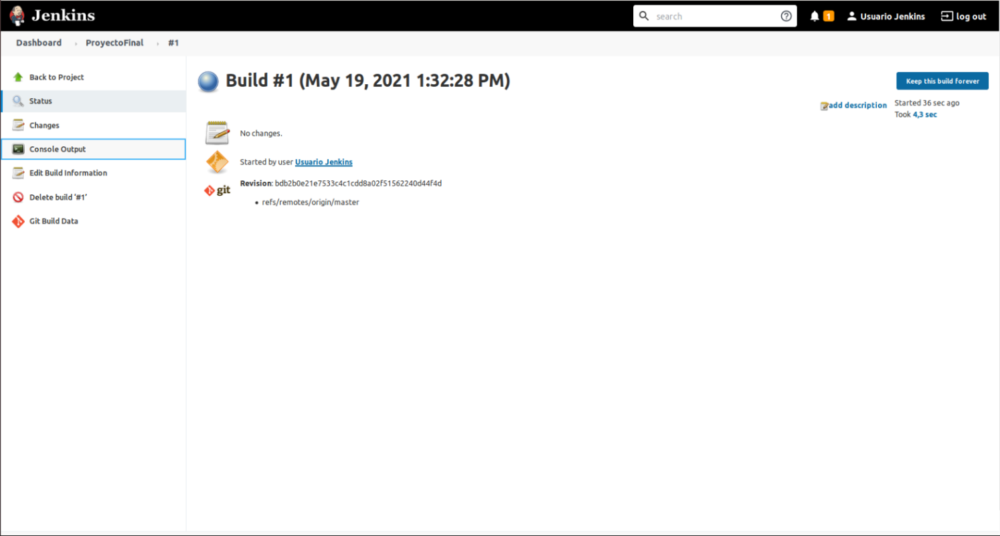 Jenkins
search
1
Usuario Jenkins
log out
Dashboard
ProyectoFinal
#1
Back to Project
Status
Changes
Console Output
Edit Build Information
Delete build ‘#1’
Git Build Data
Build #1 (May 19, 2021 1:32:28 PM)
Keep this build forever
add description
Started 36 sec ago
Took 4,3 sec
No changes.
Started by user Usuario Jenkins
git
Revision: bdb2b0e21e7533c4c1cdd8a02f51562240d44f4d
• refs/remotes/origin/master